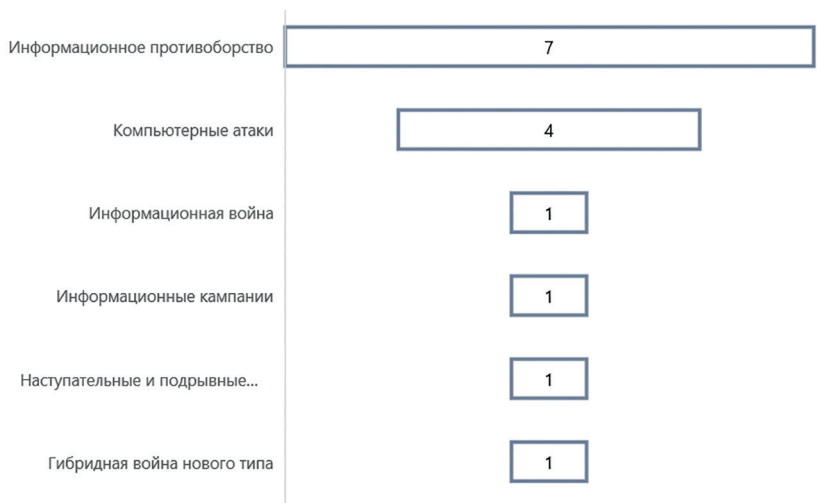 Информационное противоборство 7
Компьютерные атаки 4
Информационная война 1
Информационные кампании 1
Наступательные и подрывные... 1
Гибридная война нового типа 1